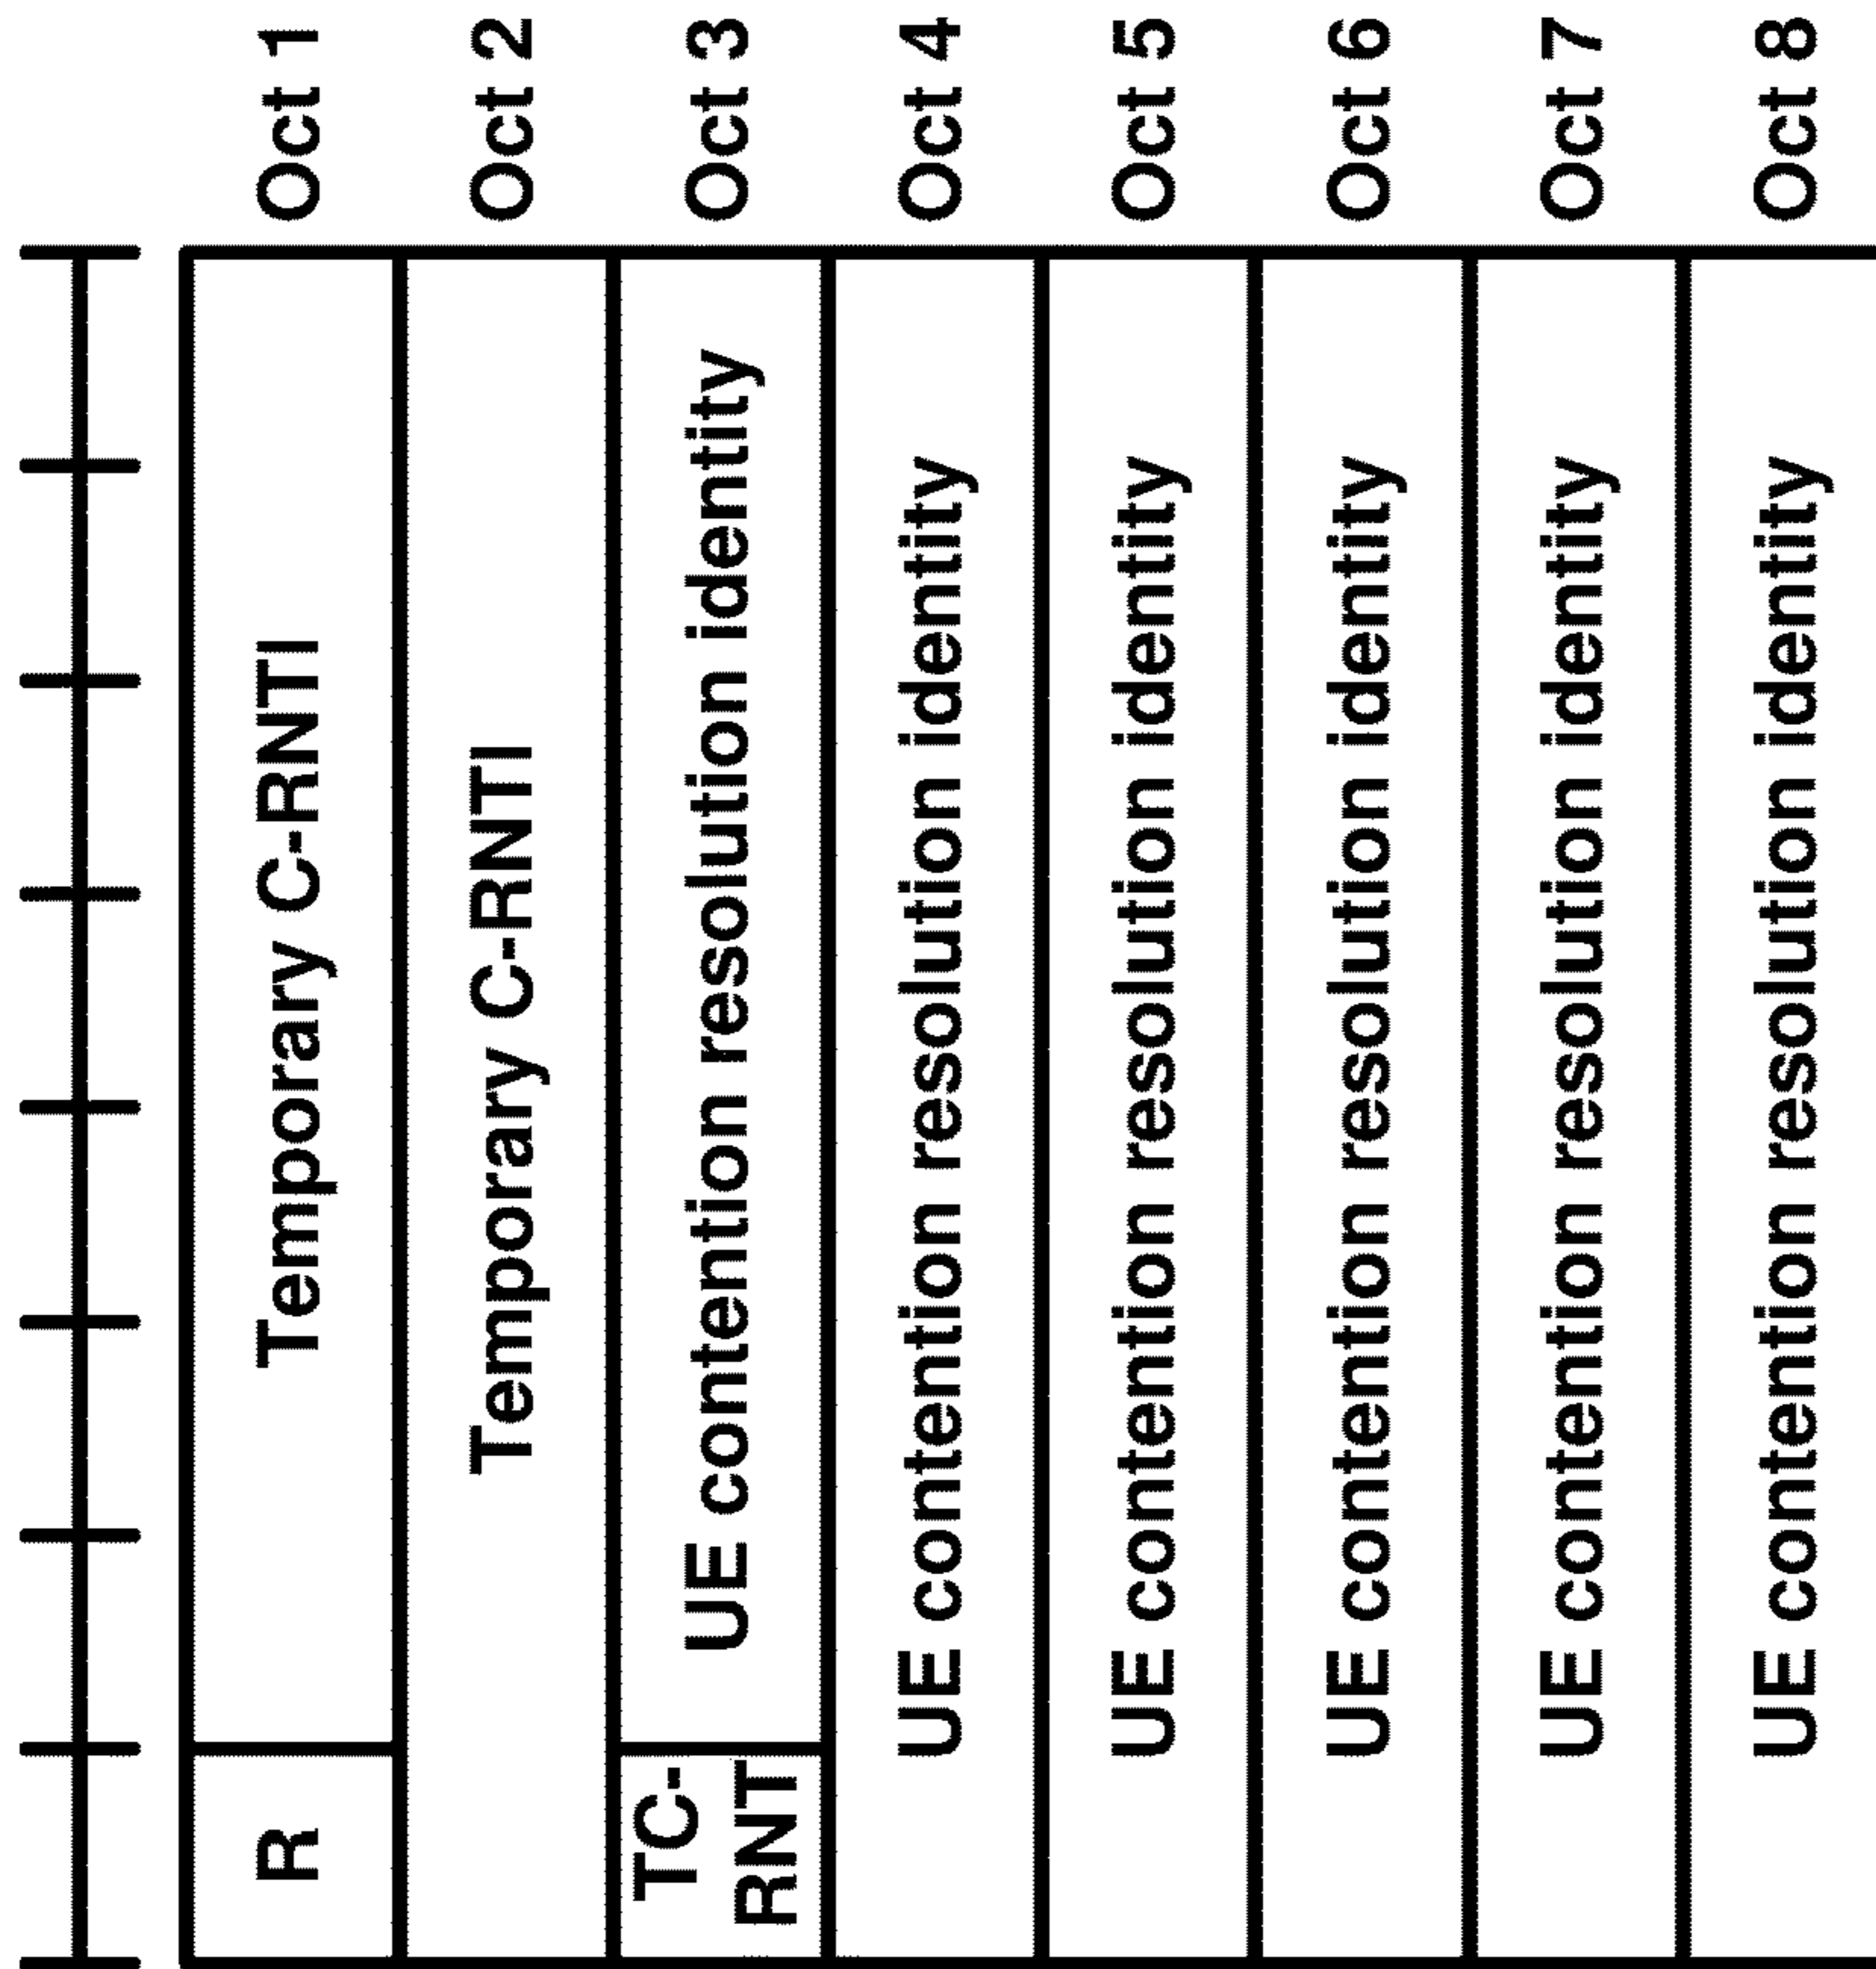 R Temporary C-RNTI Oct 1
Temporary C-RNTI Oct 2
TC-
RNT UE contention resolution identity Oct 3
UE contention resolution identity Oct 4
UE contention resolution identity Oct 5
UE contention resolution identity Oct 6
UE contention resolution identity Oct 7
UE contention resolution identity Oct 8